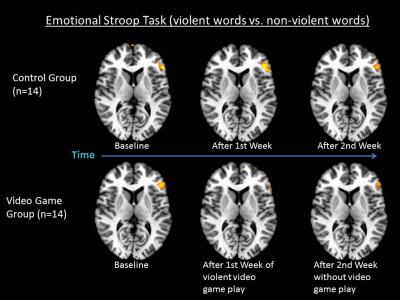 Emotional Stroop Task (violent words vs. non-violent words)
Control Group
(n=14)
Baseline
After 1st Week
After 2nd Week
Time
Video Game
Group (n=14)
Baseline
After 1st Week of
violent video
game play
After 2nd Week
without video
game play